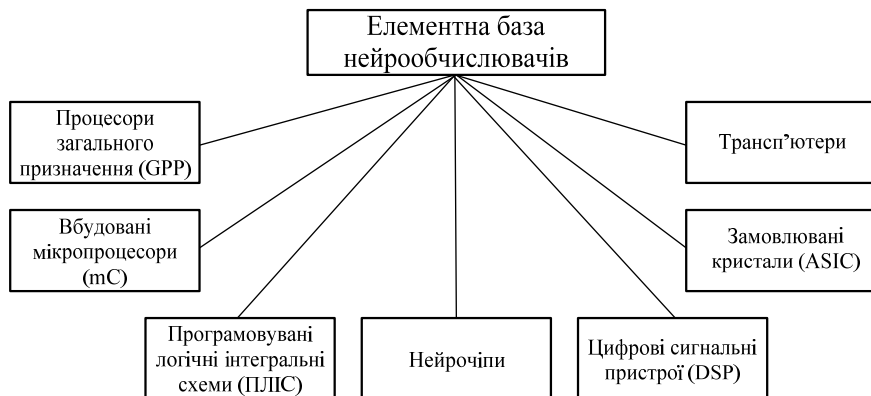 Елементна база
нейрообчислювачів
Процесори
загального
призначення (GPP)
Трансп’ютери
Вбудовані
мікропроцесори
(mC)
Замовлювані
кристали (ASIC)
Програмовувані
логічні інтегральні
схеми (ПЛІС)
Нейрочіпи
Цифрові сигнальні
пристрої (DSP)